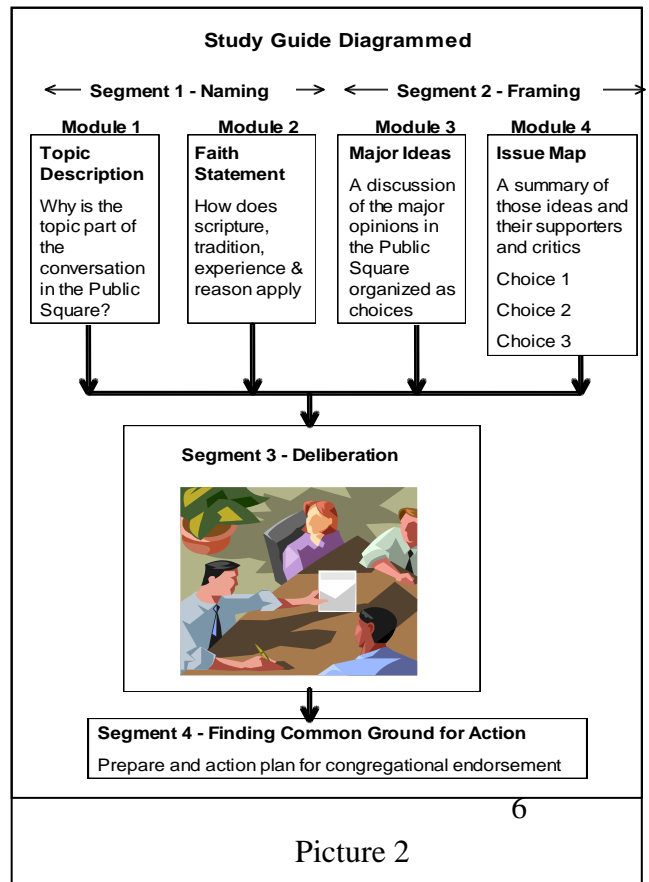 Study Guide Diagrammed
Segment 1 - Naming
Segment 2 - Framing
Module 1
Module 2
Module 3
Module 4
Topic
Description
Why is the
topic part of
the
conversation
in the Public
Square?
Faith
Statement
How does
scripture,
tradition,
experience &
reason apply
Major Ideas
A discussion
of the major
opinions in
the Public
Square
organized as
choices
Issue Map
A summary of
those ideas and
their supporters
and critics
Choice 1
Choice 2
Choice 3
Segment 3 - Deliberation
Segment 4 - Finding Common Ground for Action
Prepare and action plan for congregational endorsement
6
Picture 2